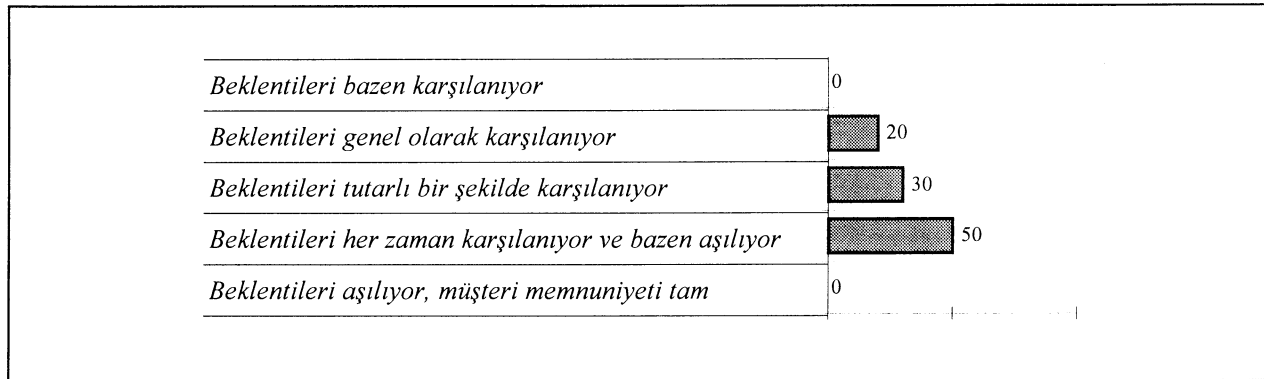 Beklentileri bazen karşılanıyor 0
Beklentileri genel olarak karşılanıyor 20
Beklentileri tutarlı bir şekilde karşılanıyor 30
Beklentileri her zaman karşılanıyor ve bazen aşılıyor 50
Beklentileri aşılıyor, müşteri memnuniyeti tam 0